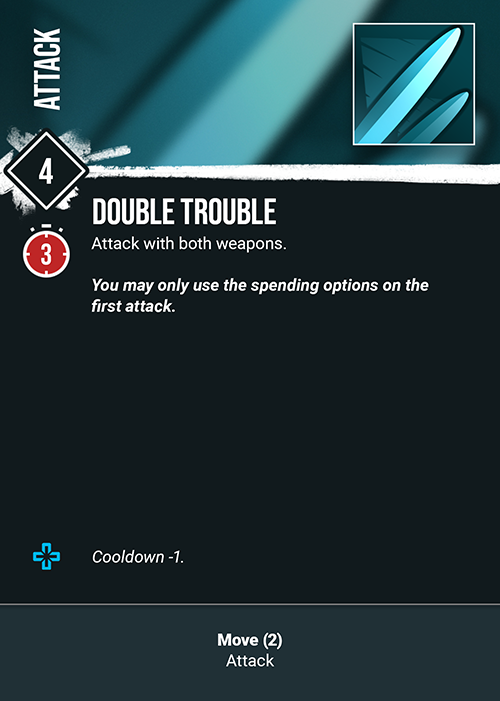 ATTACK
4
DOUBLE TROUBLE
3
Attack with both weapons.
You may only use the spending options on the
first attack.
Cooldown -1.
Move (2)
Attack